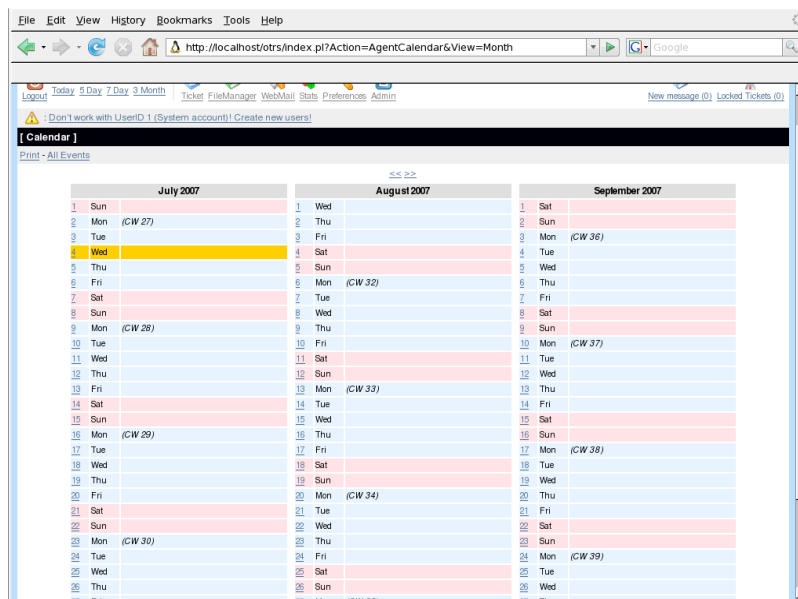 File Edit View History Bookmarks Tools Help
http://localhost/otrs/index.pl?Action=AgentCalendar&View=Month
G Google
Logout Today 5 Day 7 Day 3 Month Ticket FileManager WebMail Stats Preferences Admin New message (0) Locked Tickets (0)
: Don't work with UserID 1 (System account)! Create new users!
[ Calendar ]
Print - All Events
<< >>
July 2007 August 2007 September 2007
1 Sun 1 Wed 1 Sat
2 Mon (CW 27) 2 Thu 2 Sun
3 Tue 3 Fri 3 Mon (CW 36)
4 Wed 4 Sat 4 Tue
5 Thu 5 Sun 5 Wed
6 Fri 6 Mon (CW 32) 6 Thu
7 Sat 7 Tue 7 Fri
8 Sun 8 Wed 8 Sat
9 Mon (CW 28) 9 Thu 9 Sun
10 Tue 10 Fri 10 Mon (CW 37)
11 Wed 11 Sat 11 Tue
12 Thu 12 Sun 12 Wed
13 Fri 13 Mon (CW 33) 13 Thu
14 Sat 14 Tue 14 Fri
15 Sun 15 Wed 15 Sat
16 Mon (CW 29) 16 Thu 16 Sun
17 Tue 17 Fri 17 Mon (CW 38)
18 Wed 18 Sat 18 Tue
19 Thu 19 Sun 19 Wed
20 Fri 20 Mon (CW 34) 20 Thu
21 Sat 21 Tue 21 Fri
22 Sun 22 Wed 22 Sat
23 Mon (CW 30) 23 Thu 23 Sun
24 Tue 24 Fri 24 Mon (CW 39)
25 Wed 25 Sat 25 Tue
26 Thu 26 Sun 26 Wed